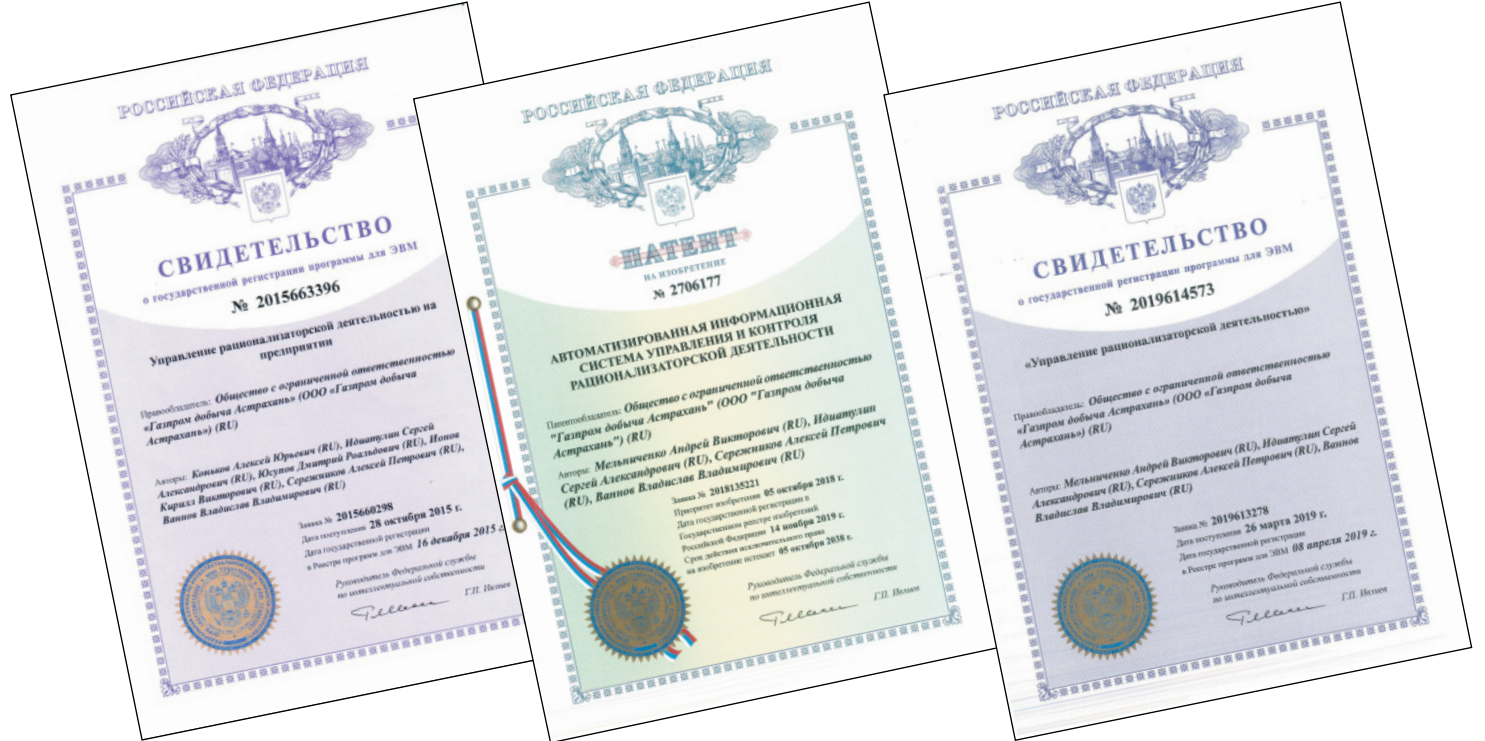 РОССИЙСКАЯ ФЕДЕРАЦИЯ
СВИДЕТЕЛЬСТВО
о государственной регистрации программы для ЭВМ
№ 2015663396
Управление рационализаторской деятельностью на
предприятии
Правообладатель: Общество с ограниченной ответственностью
«Газпром добыча Астрахань» (ООО «Газпром добыча
Астрахань») (RU)
Авторы: Коньков Алексей Юрьевич (RU), Идиатулин Сергей
Александрович (RU), Юсупов Дмитрий Роальдович (RU), Ионов
Кирилл Викторович (RU), Сережников Алексей Петрович (RU),
Ваннов Владислав Владимирович (RU)
Заявка № 2015660298
Дата поступления 28 октября 2015 г.
Дата государственной регистрации
в Реестре программ для ЭВМ 16 декабря 2015 г.
Руководитель Федеральной службы
по интеллектуальной собственности
Г.П. Ивлиев
РОССИЙСКАЯ ФЕДЕРАЦИЯ
ПАТЕНТ
НА ИЗОБРЕТЕНИЕ
№ 2706177
АВТОМАТИЗИРОВАННАЯ ИНФОРМАЦИОННАЯ
СИСТЕМА УПРАВЛЕНИЯ И КОНТРОЛЯ
РАЦИОНАЛИЗАТОРСКОЙ ДЕЯТЕЛЬНОСТИ
Патентообладатель: Общество с ограниченной ответственностью
"Газпром добыча Астрахань" (ООО "Газпром добыча
Астрахань") (RU)
Авторы: Мельниченко Андрей Викторович (RU), Идиатулин
Сергей Александрович (RU), Сережников Алексей Петрович
(RU), Ваннов Владислав Владимирович (RU)
Заявка № 2018135221
Приоритет изобретения 05 октября 2018 г.
Дата государственной регистрации в
Государственном реестре изобретений
Российской Федерации 14 ноября 2019 г.
Срок действия исключительного права
на изобретение истекает 05 октября 2038 г.
Руководитель Федеральной службы
по интеллектуальной собственности
Г.П. Ивлиев
РОССИЙСКАЯ ФЕДЕРАЦИЯ
СВИДЕТЕЛЬСТВО
о государственной регистрации программы для ЭВМ
№ 2019614573
«Управление рационализаторской деятельностью»
Правообладатель: Общество с ограниченной ответственностью
«Газпром добыча Астрахань» (ООО «Газпром добыча
Астрахань») (RU)
Авторы: Мельниченко Андрей Викторович (RU), Идиатулин Сергей
Александрович (RU), Сережников Алексей Петрович (RU), Ваннов
Владислав Владимирович (RU)
Заявка № 2019613278
Дата поступления 26 марта 2019 г.
Дата государственной регистрации
в Реестре программ для ЭВМ 08 апреля 2019 г.
Руководитель Федеральной службы
по интеллектуальной собственности
Г.П. Ивлиев